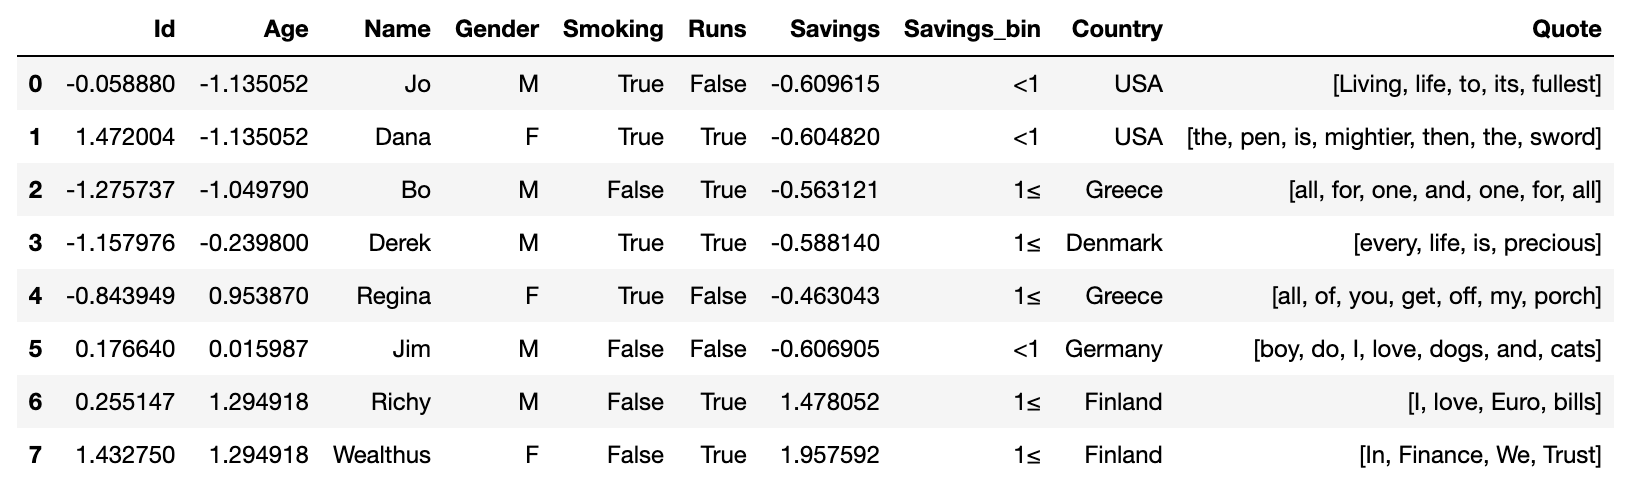 Id Age Name Gender Smoking Runs Savings Savings_bin Country Quote
0 -0.058880 -1.135052 Jo M True False -0.609615 <1 USA [Living, life, to, its, fullest]
1 1.472004 -1.135052 Dana F True True -0.604820 <1 USA [the, pen, is, mightier, then, the, sword]
2 -1.275737 -1.049790 Bo M False True -0.563121 1≤ Greece [all, for, one, and, one, for, all]
3 -1.157976 -0.239800 Derek M True True -0.588140 1≤ Denmark [every, life, is, precious]
4 -0.843949 0.953870 Regina F True False -0.463043 1≤ Greece [all, of, you, get, off, my, porch]
5 0.176640 0.015987 Jim M False False -0.606905 <1 Germany [boy, do, I, love, dogs, and, cats]
6 0.255147 1.294918 Richy M False True 1.478052 1≤ Finland [I, love, Euro, bills]
7 1.432750 1.294918 Wealthus F False True 1.957592 1≤ Finland [In, Finance, We, Trust]